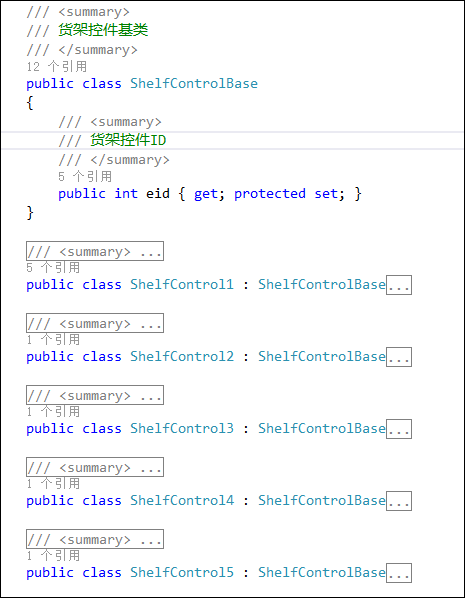 /// <summary>
/// 货架控件基类
/// </summary>
12 个引用
public class ShelfControlBase
{
/// <summary>
/// 货架控件ID
/// </summary>
5 个引用
public int eid { get; protected set; }
}
/// <summary> ...
5 个引用
public class ShelfControl1 : ShelfControlBase...
/// <summary> ...
1 个引用
public class ShelfControl2 : ShelfControlBase...
/// <summary> ...
1 个引用
public class ShelfControl3 : ShelfControlBase...
/// <summary> ...
1 个引用
public class ShelfControl4 : ShelfControlBase...
/// <summary> ...
1 个引用
public class ShelfControl5 : ShelfControlBase...